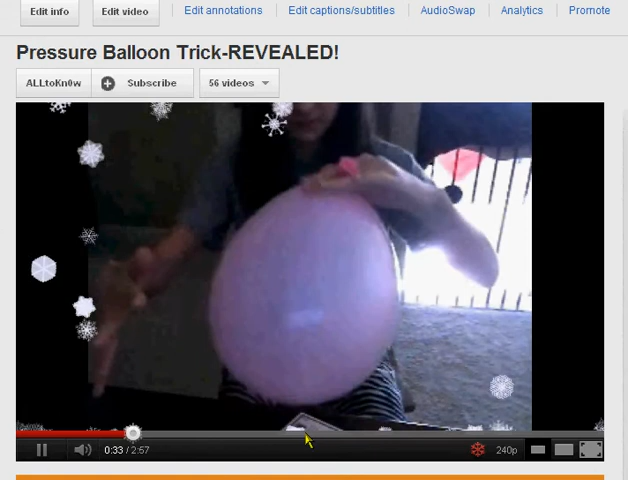 Edit info Edit video Edit annotations Edit captions/subtitles AudioSwap Analytics Promote
Pressure Balloon Trick-REVEALED!
ALLtoKn0w Subscribe 56 videos
0:33 / 2:57 240p